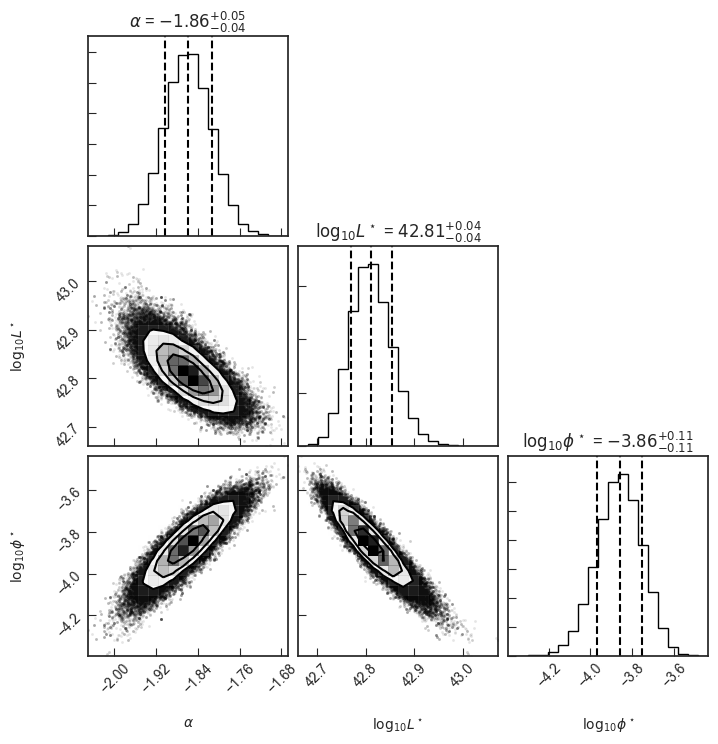 α = −1.86^{+0.05}_{−0.04}
log₁₀L* = 42.81^{+0.04}_{−0.04}
log₁₀ϕ* = −3.86^{+0.11}_{−0.11}
log₁₀L*
43.0
42.9
42.8
42.7
log₁₀ϕ*
−3.6
−3.8
−4.0
−4.2
−2.00 −1.92 −1.84 −1.76 −1.68
42.7 42.8 42.9 43.0
−4.2 −4.0 −3.8 −3.6
α
log₁₀L*
log₁₀ϕ*